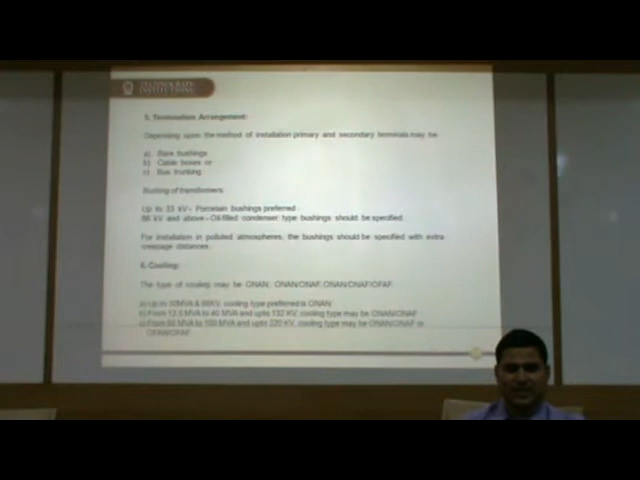 TECHNOCRATS
INSTITUTIONS
5. Termination Arrangement:
Depending upon the method of installation primary and secondary terminals may be
a) Bare bushings
b) Cable boxes or
c) Bus trunking
Bushing of transformers:
Up to 33 kV - Porcelain bushings preferred
66 kV and above - Oil-filled condenser type bushings should be specified.
For installation in polluted atmospheres, the bushings should be specified with extra
creepage distances.
6. Cooling:
The type of cooling may be ONAN, ONAN/ONAF, ONAN/ONAF/OFAF.
a) Up to 10MVA & 66KV, cooling type preferred is ONAN
b) From 12.5 MVA to 40 MVA and upto 132 KV, cooling type may be ONAN/ONAF
c) From 50 MVA to 100 MVA and upto 220 KV, cooling type may be ONAN/ONAF or